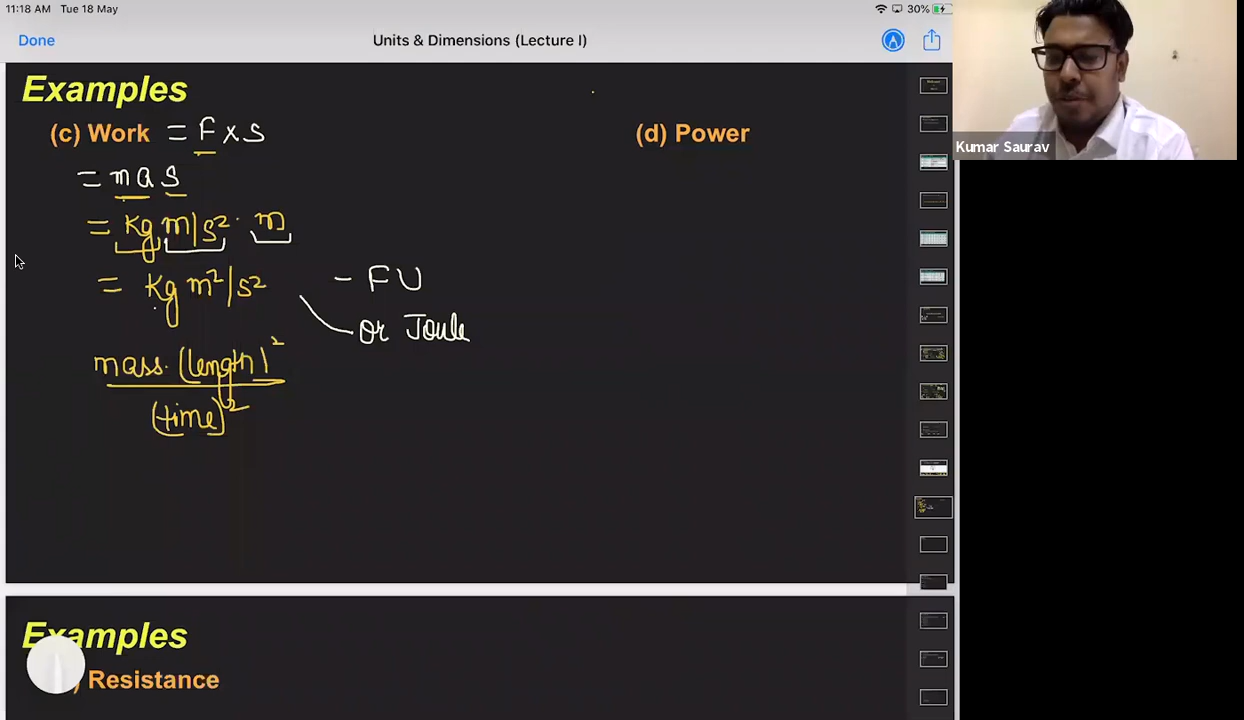 11:18 AM Tue 18 May
30%
Done
Units & Dimensions (Lecture I)
Examples
(c) Work = F x S
= m a S
= Kg m/s² · m
= Kg m²/s²
- FU
or Joule
mass. (length)²
(time)²
(d) Power
Kumar Saurav
Examples
) Resistance